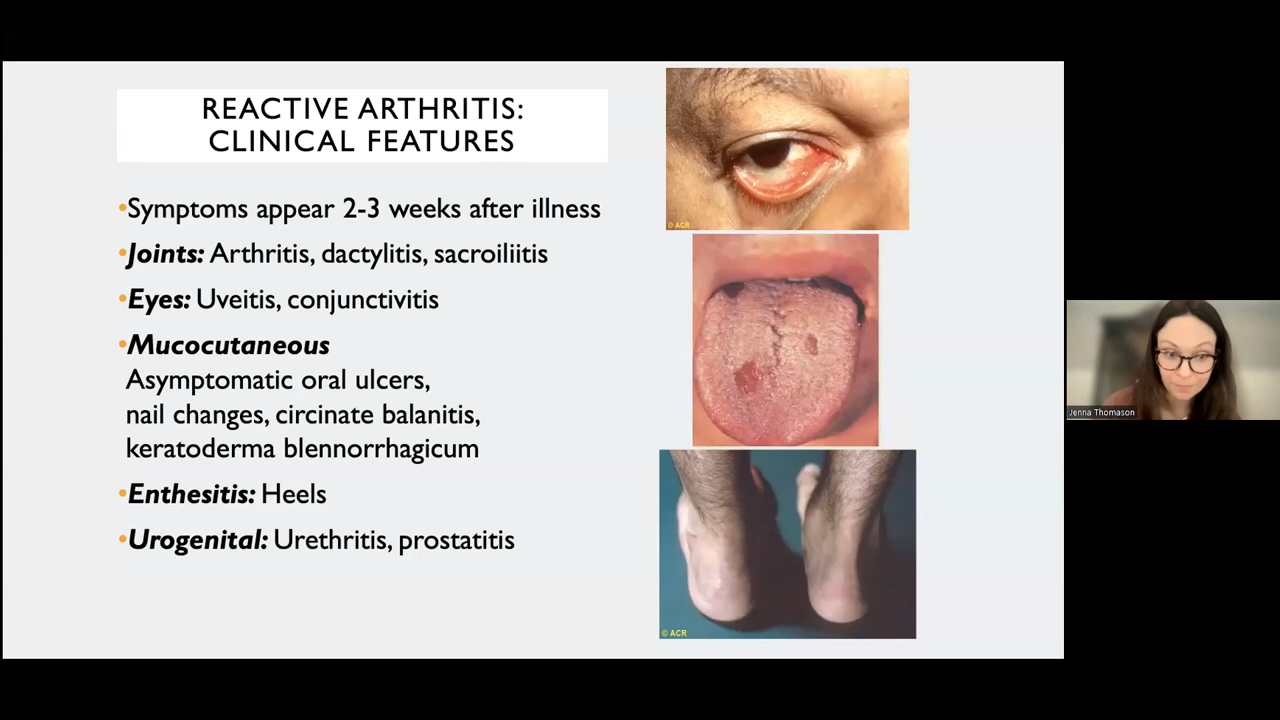 REACTIVE ARTHRITIS:
CLINICAL FEATURES
•Symptoms appear 2-3 weeks after illness
•Joints: Arthritis, dactylitis, sacroiliitis
•Eyes: Uveitis, conjunctivitis
•Mucocutaneous
Asymptomatic oral ulcers,
nail changes, circinate balanitis,
keratoderma blennorrhagicum
•Enthesitis: Heels
•Urogenital: Urethritis, prostatitis
© ACR
© ACR
Jenna Thomason